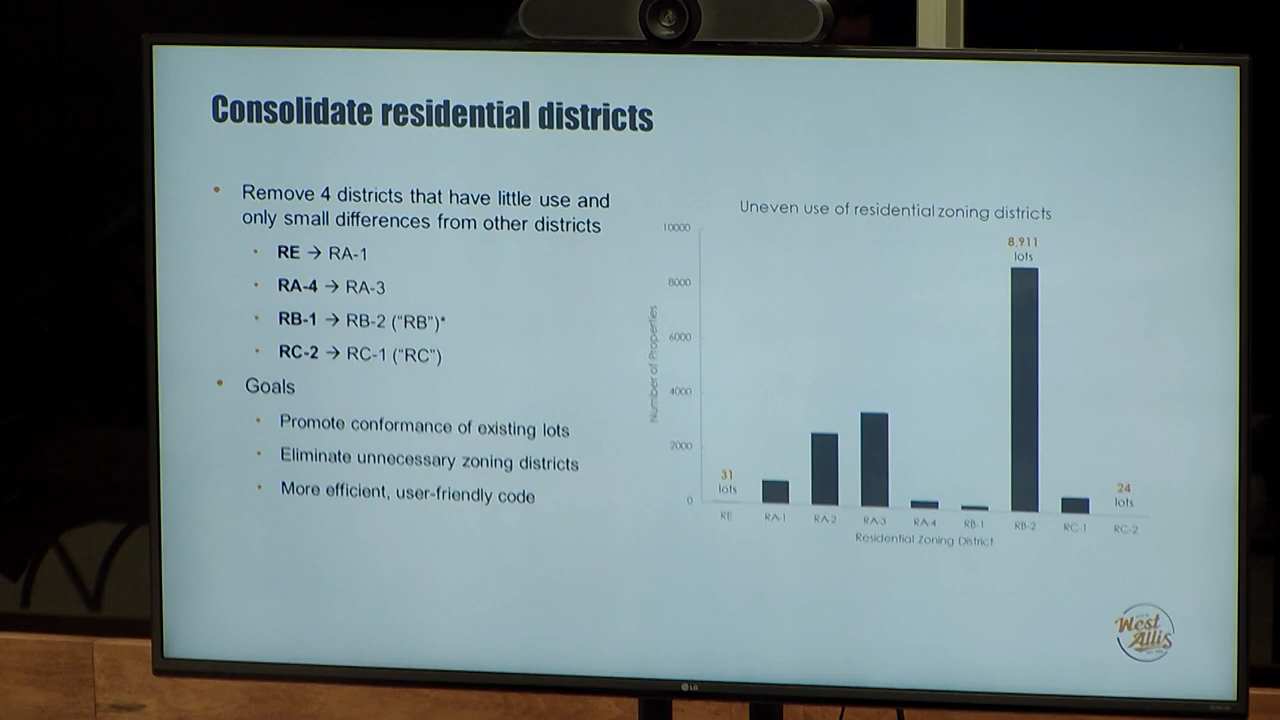 Consolidate residential districts
• Remove 4 districts that have little use and
only small differences from other districts
• RE → RA-1
• RA-4 → RA-3
• RB-1 → RB-2 ("RB")*
• RC-2 → RC-1 ("RC")
• Goals
• Promote conformance of existing lots
• Eliminate unnecessary zoning districts
• More efficient, user-friendly code
Uneven use of residential zoning districts
Number of Properties
10000
8000
6000
4000
2000
0
31
lots
8,911
lots
24
lots
RE RA-1 RA-2 RA-3 RA-4 RB-1 RB-2 RC-1 RC-2
Residential Zoning District
West
Allis
LG